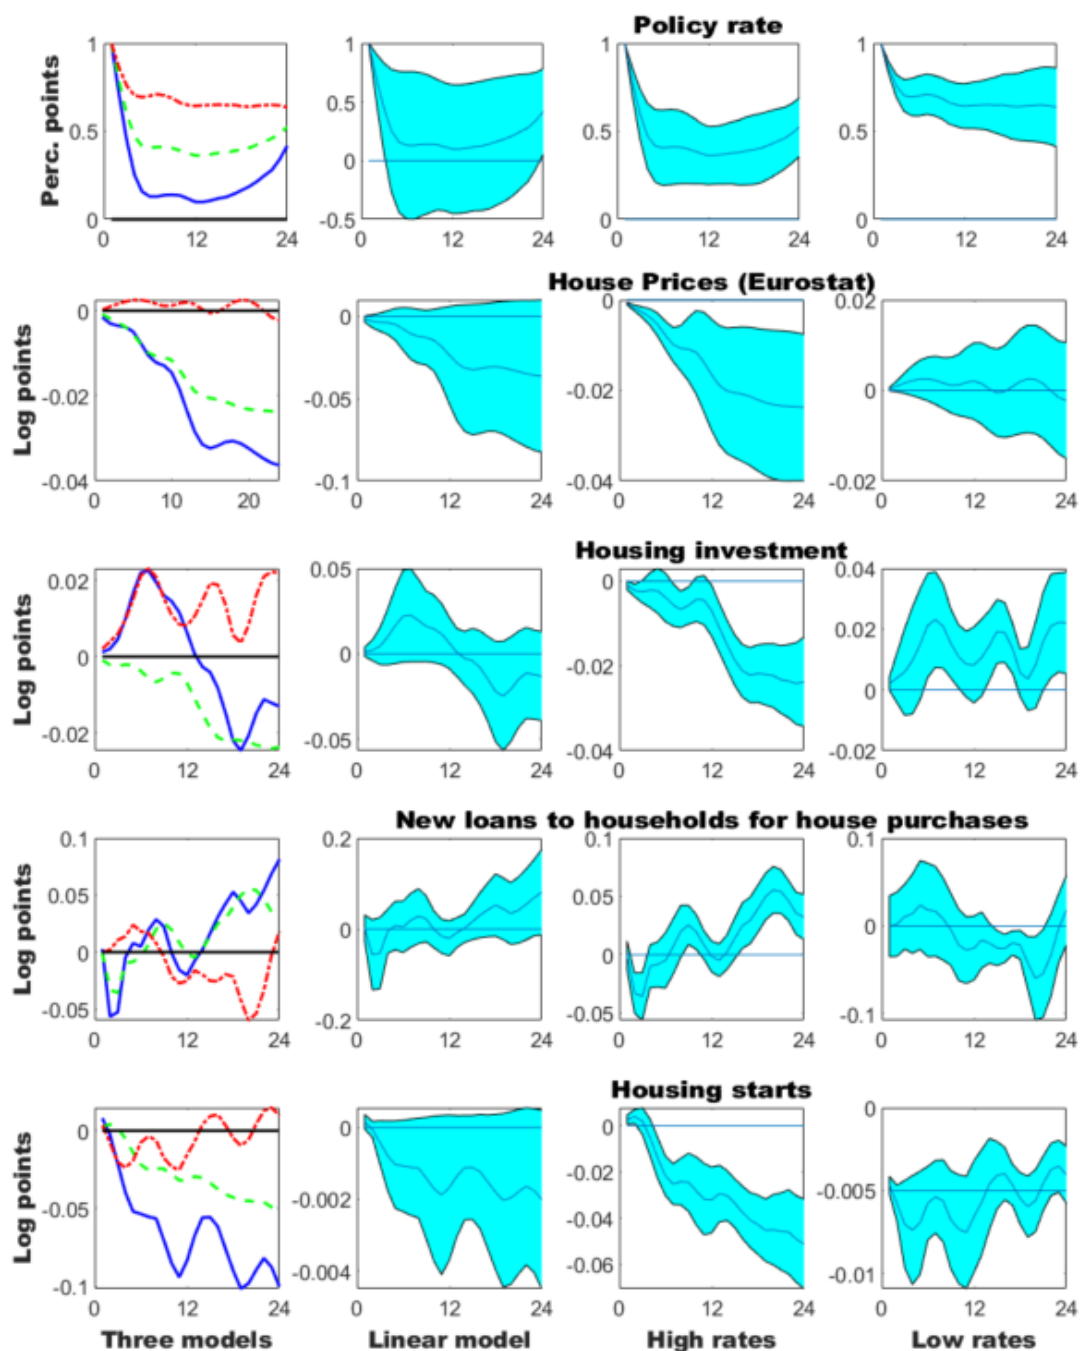 Policy rate
Perc. points
1
0.5
0
0 12 24
1
0.5
0
-0.5
0 12 24
1
0.5
0
0 12 24
1
0.5
0
0 12 24
House Prices (Eurostat)
Log points
0
-0.02
-0.04
0 10 20
0
-0.05
-0.1
0 12 24
0
-0.02
-0.04
0 12 24
0.02
0
-0.02
0 12 24
Housing investment
Log points
0.02
0
-0.02
0 12 24
0.05
0
-0.05
0 12 24
0
-0.02
-0.04
0 12 24
0.04
0.02
0
-0.02
0 12 24
New loans to households for house purchases
Log points
0.1
0.05
0
-0.05
0 12 24
0.2
0
-0.2
0 12 24
0.1
0.05
0
-0.05
0 12 24
0.1
0
-0.1
0 12 24
Housing starts
Log points
0
-0.05
-0.1
0 12 24
0
-0.002
-0.004
0 12 24
0
-0.02
-0.04
-0.06
0 12 24
0
-0.005
-0.01
0 12 24
Three models
Linear model
High rates
Low rates